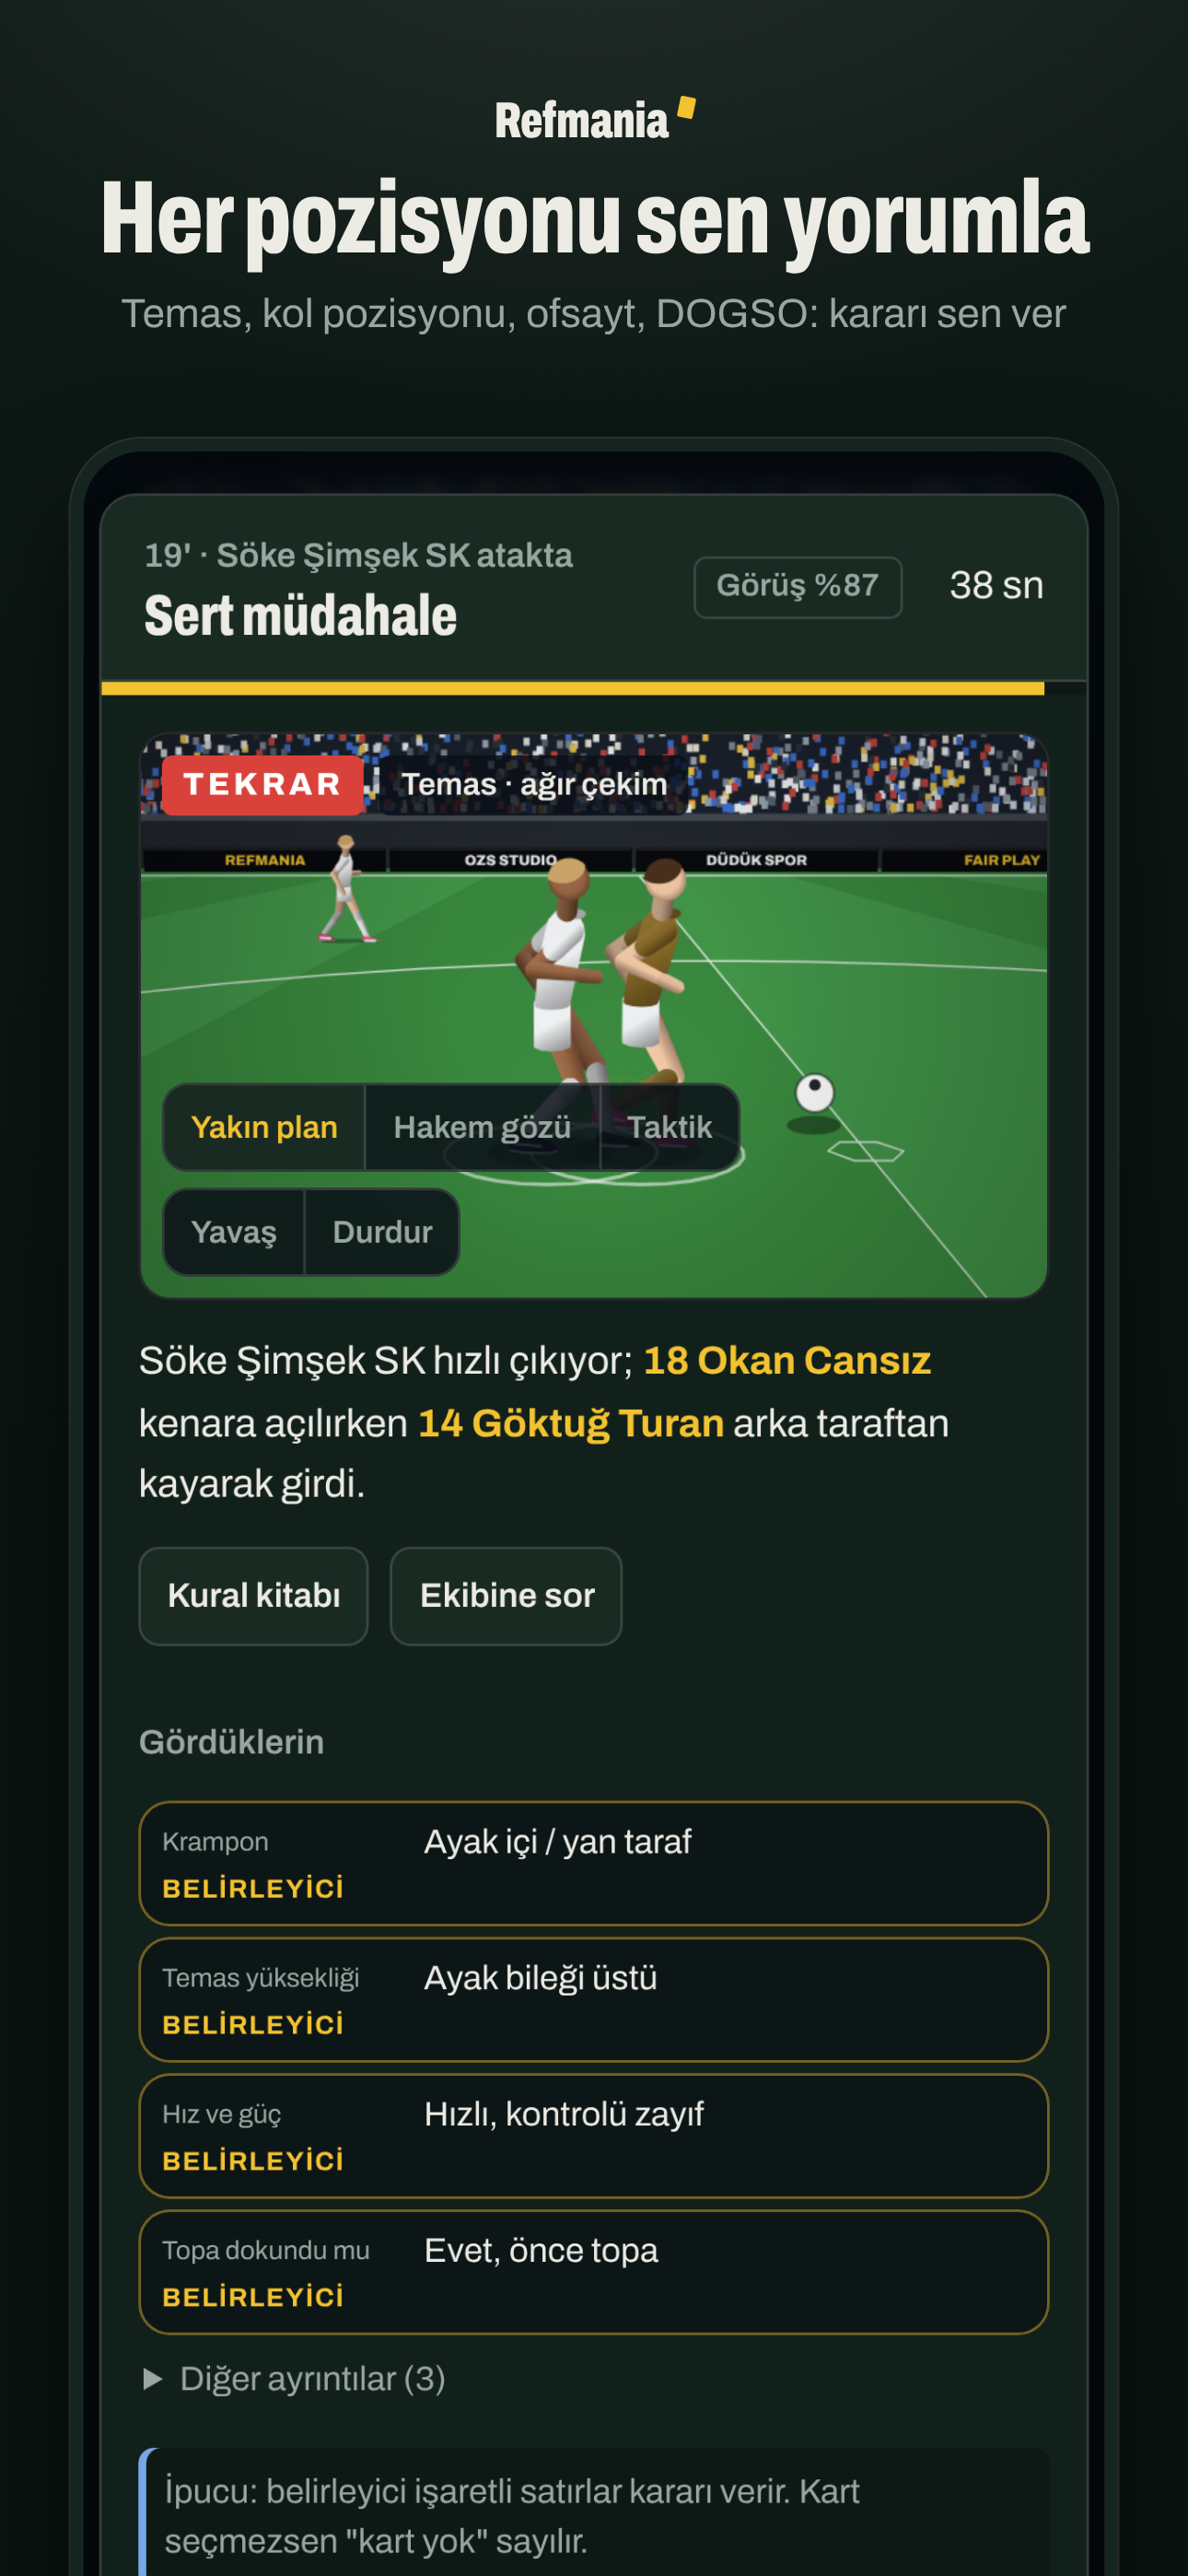 Refmania
Her pozisyonu sen yorumla
Temas, kol pozisyonu, ofsayt, DOGSO: kararı sen ver
19' · Söke Şimşek SK atakta
Sert müdahale
Görüş %87
38 sn
TEKRAR
Temas · ağır çekim
REFMANIA
OZS STUDIO
DÜDÜK SPOR
FAIR PLAY
Yakın plan
Hakem gözü
Taktik
Yavaş
Durdur
Söke Şimşek SK hızlı çıkıyor; 18 Okan Cansız
kenara açılırken 14 Göktuğ Turan arka taraftan
kayarak girdi.
Kural kitabı
Ekibine sor
Gördüklerin
Krampon
Ayak içi / yan taraf
BELİRLEYİCİ
Temas yüksekliği
Ayak bileği üstü
BELİRLEYİCİ
Hız ve güç
Hızlı, kontrolü zayıf
BELİRLEYİCİ
Topa dokundu mu
Evet, önce topa
BELİRLEYİCİ
Diğer ayrıntılar (3)
İpucu: belirleyici işaretli satırlar kararı verir. Kart
seçmezsen "kart yok" sayılır.